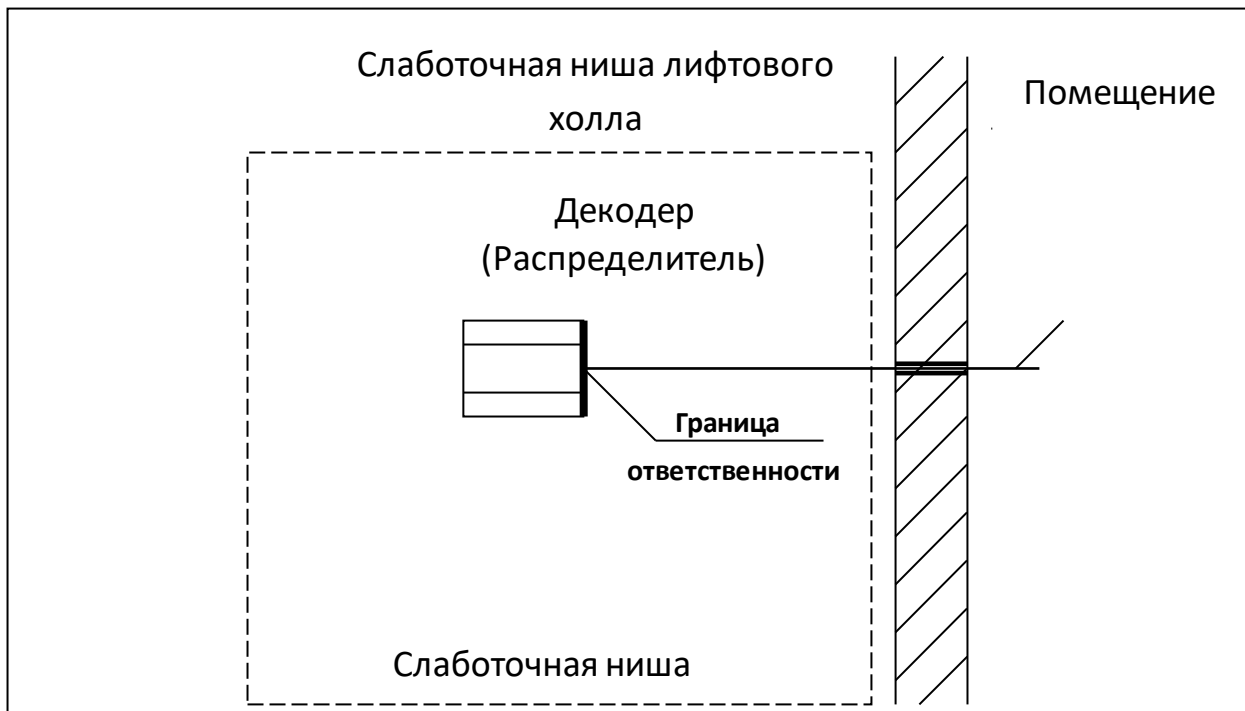 Слаботочная ниша лифтового
холла
Помещение
Декодер
(Распределитель)
Граница
ответственности
Слаботочная ниша